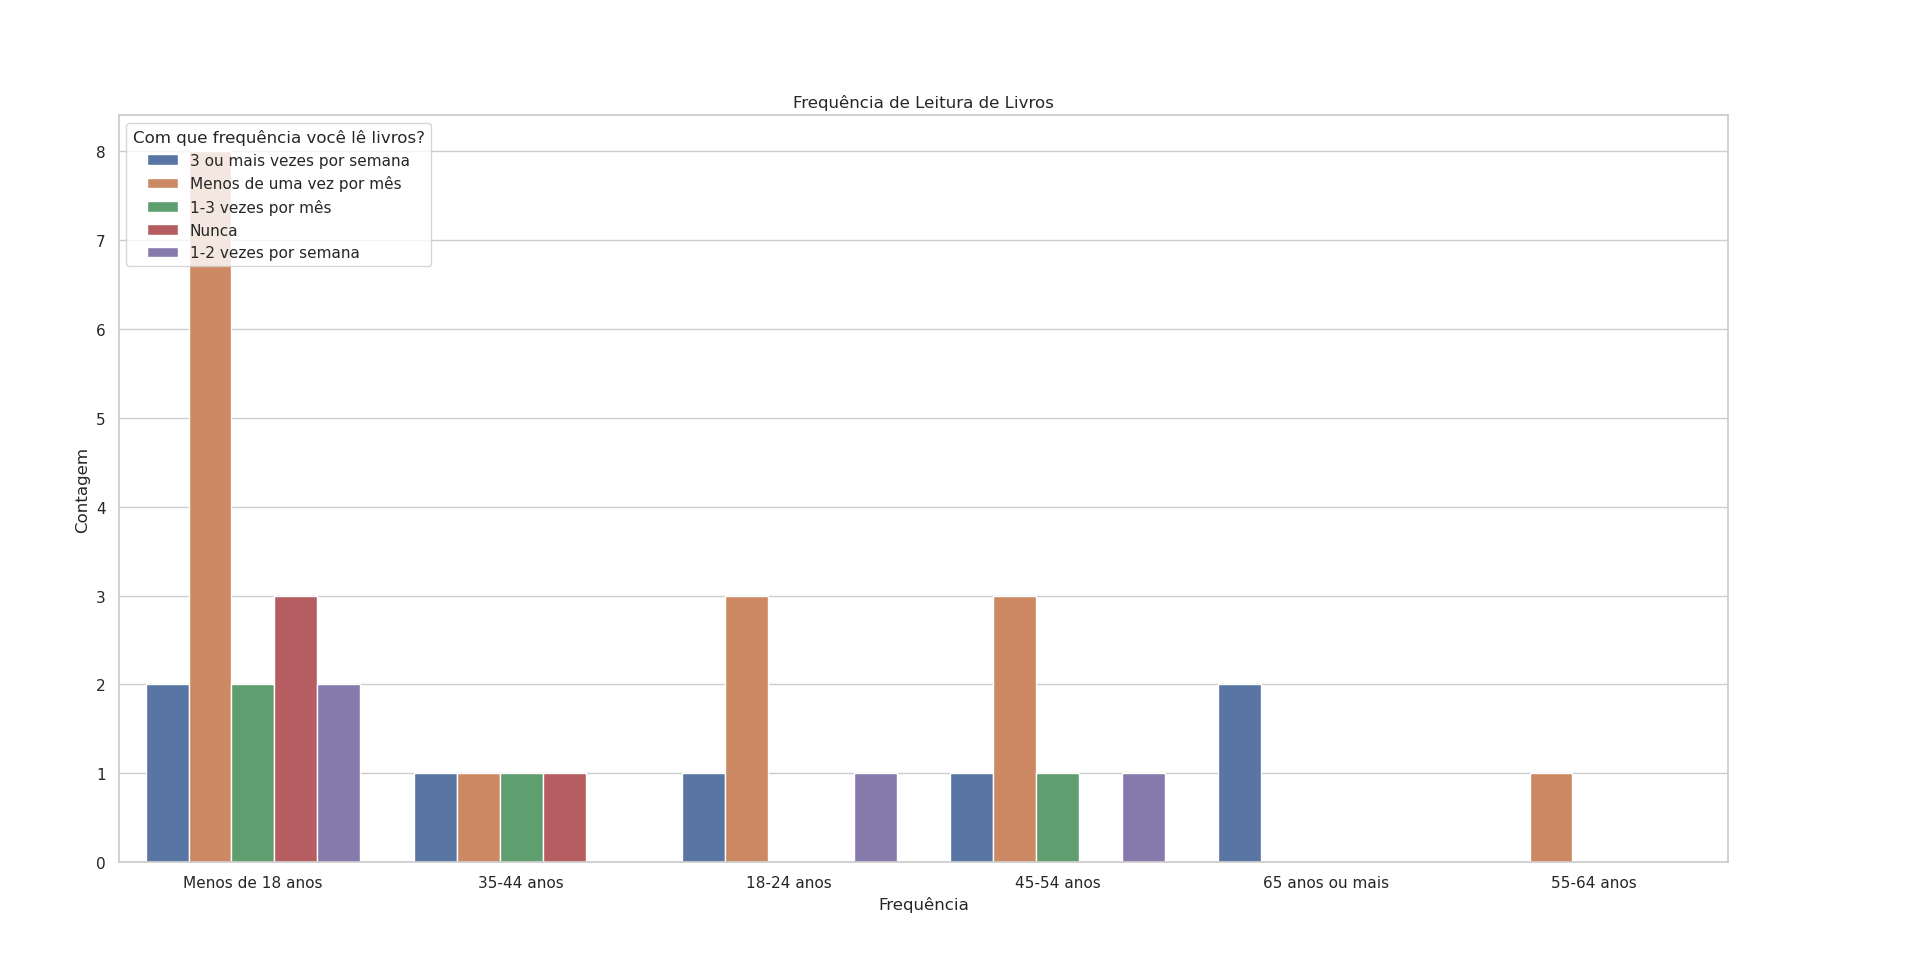 Frequência de Leitura de Livros
Com que frequência você lê livros?
3 ou mais vezes por semana
Menos de uma vez por mês
1-3 vezes por mês
Nunca
1-2 vezes por semana
8
7
6
5
4
3
2
1
0
Contagem
Menos de 18 anos
35-44 anos
18-24 anos
45-54 anos
65 anos ou mais
55-64 anos
Frequência